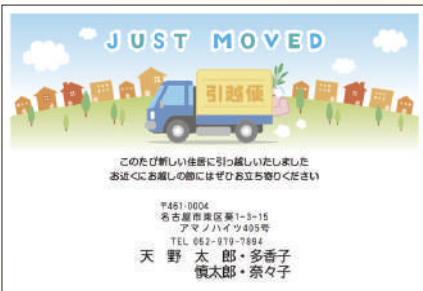 JUST MOVED
引越便
このたび新しい住居に引っ越しいたしました
お近くにお越しの節にはぜひお立ち寄りください
〒461-0004
名古屋市東区葵1-3-15
アマノハイツ405号
TEL 052-979-7894
天 野 太 郎・多香子
慎太郎・奈々子